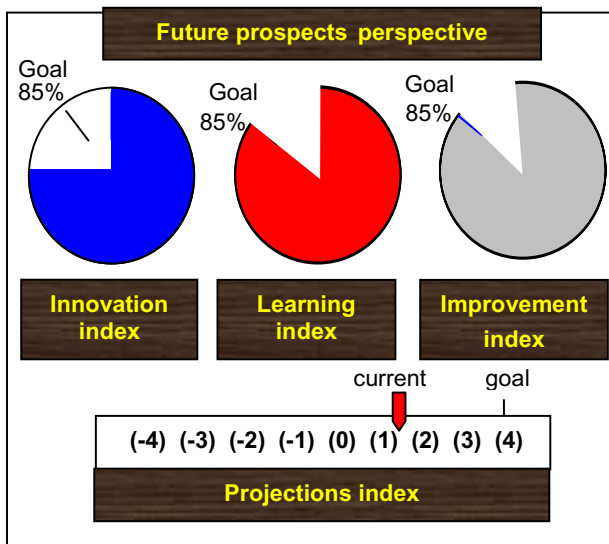 Future prospects perspective
Goal
85%
Goal
85%
Goal
85%
Innovation
index
Learning
index
Improvement
index
current
goal
(-4) (-3) (-2) (-1) (0) (1) (2) (3) (4)
Projections index